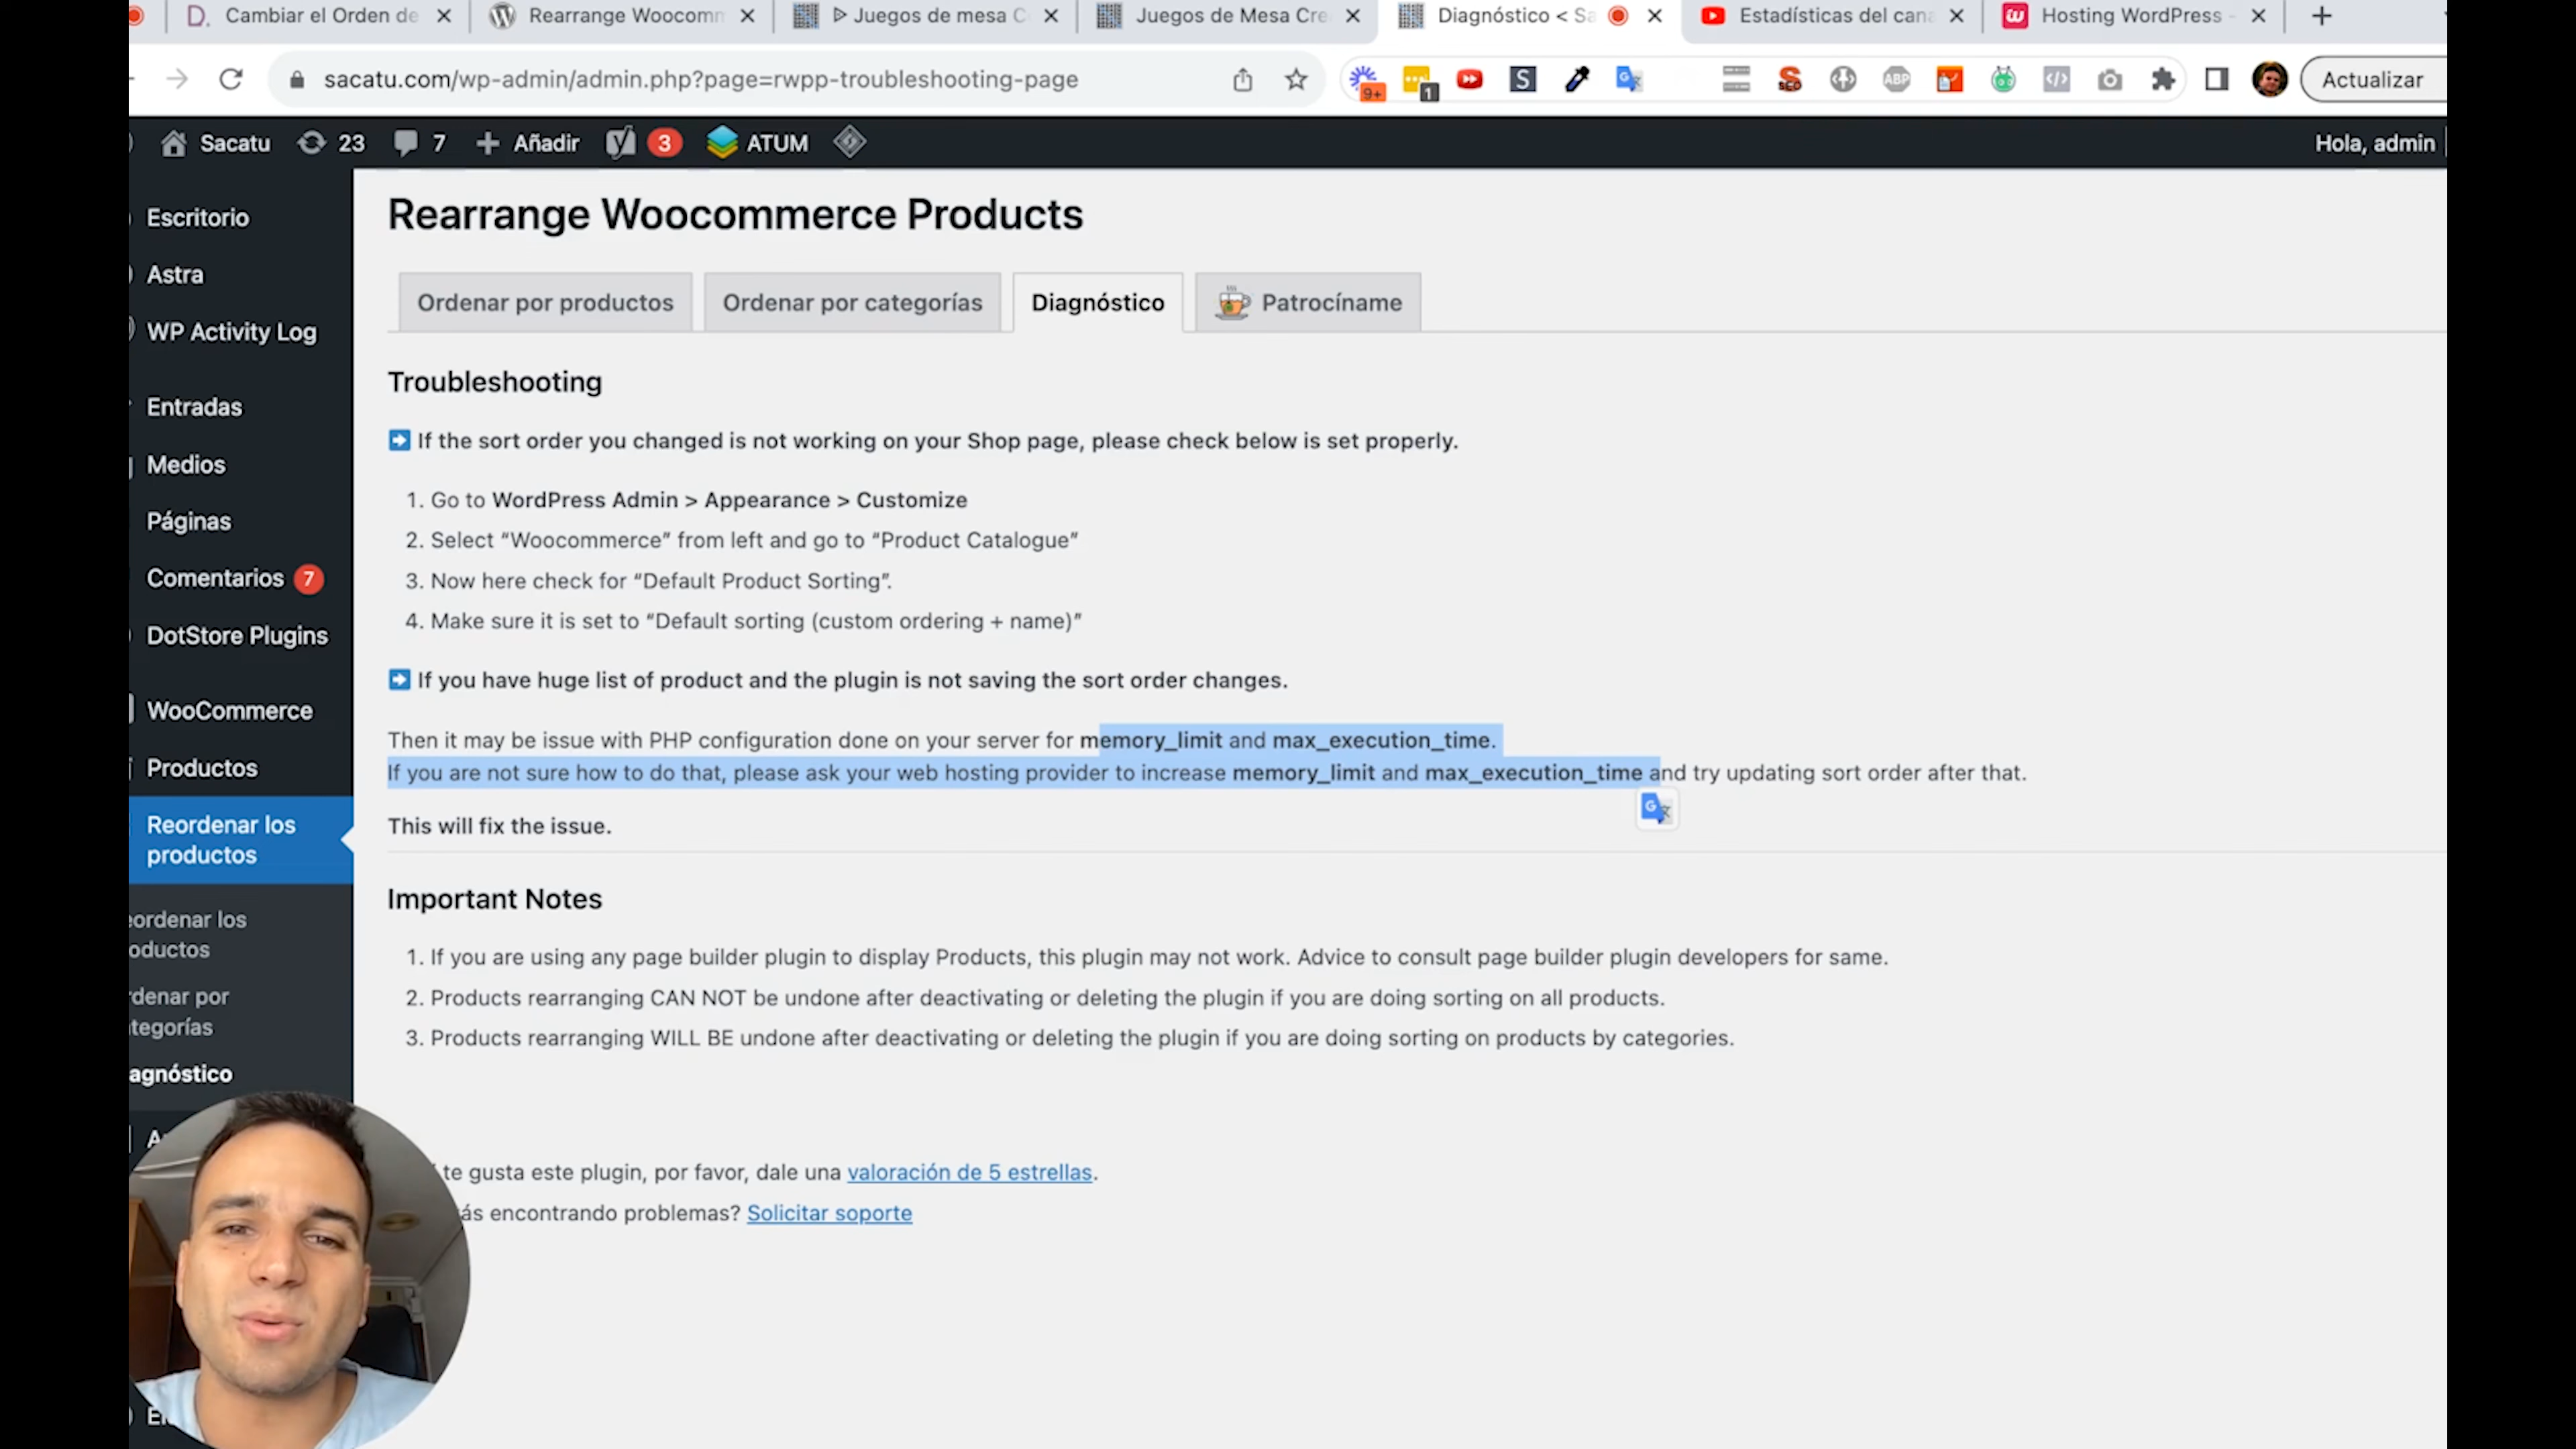 Cambiar el Orden de
Rearrange Woocomm
Juegos de mesa C
Juegos de Mesa Cre
Diagnóstico < Sa
Estadísticas del cana
Hosting WordPress -
sacatu.com/wp-admin/admin.php?page=rwpp-troubleshooting-page
9+
1
S
SEO
ABP
Actualizar
Sacatu
23
7
Añadir
3
ATUM
Hola, admin
Escritorio
Astra
WP Activity Log
Entradas
Medios
Páginas
Comentarios 7
DotStore Plugins
WooCommerce
Productos
Reordenar los
productos
eordenar los
oductos
rdenar por
tegorías
agnóstico
Rearrange Woocommerce Products
Ordenar por productos
Ordenar por categorías
Diagnóstico
Patrocíname
Troubleshooting
If the sort order you changed is not working on your Shop page, please check below is set properly.
1. Go to WordPress Admin > Appearance > Customize
2. Select “Woocommerce” from left and go to “Product Catalogue”
3. Now here check for “Default Product Sorting”.
4. Make sure it is set to “Default sorting (custom ordering + name)”
If you have huge list of product and the plugin is not saving the sort order changes.
Then it may be issue with PHP configuration done on your server for memory_limit and max_execution_time.
If you are not sure how to do that, please ask your web hosting provider to increase memory_limit and max_execution_time and try updating sort order after that.
This will fix the issue.
Important Notes
1. If you are using any page builder plugin to display Products, this plugin may not work. Advice to consult page builder plugin developers for same.
2. Products rearranging CAN NOT be undone after deactivating or deleting the plugin if you are doing sorting on all products.
3. Products rearranging WILL BE undone after deactivating or deleting the plugin if you are doing sorting on products by categories.
te gusta este plugin, por favor, dale una valoración de 5 estrellas.
ás encontrando problemas? Solicitar soporte